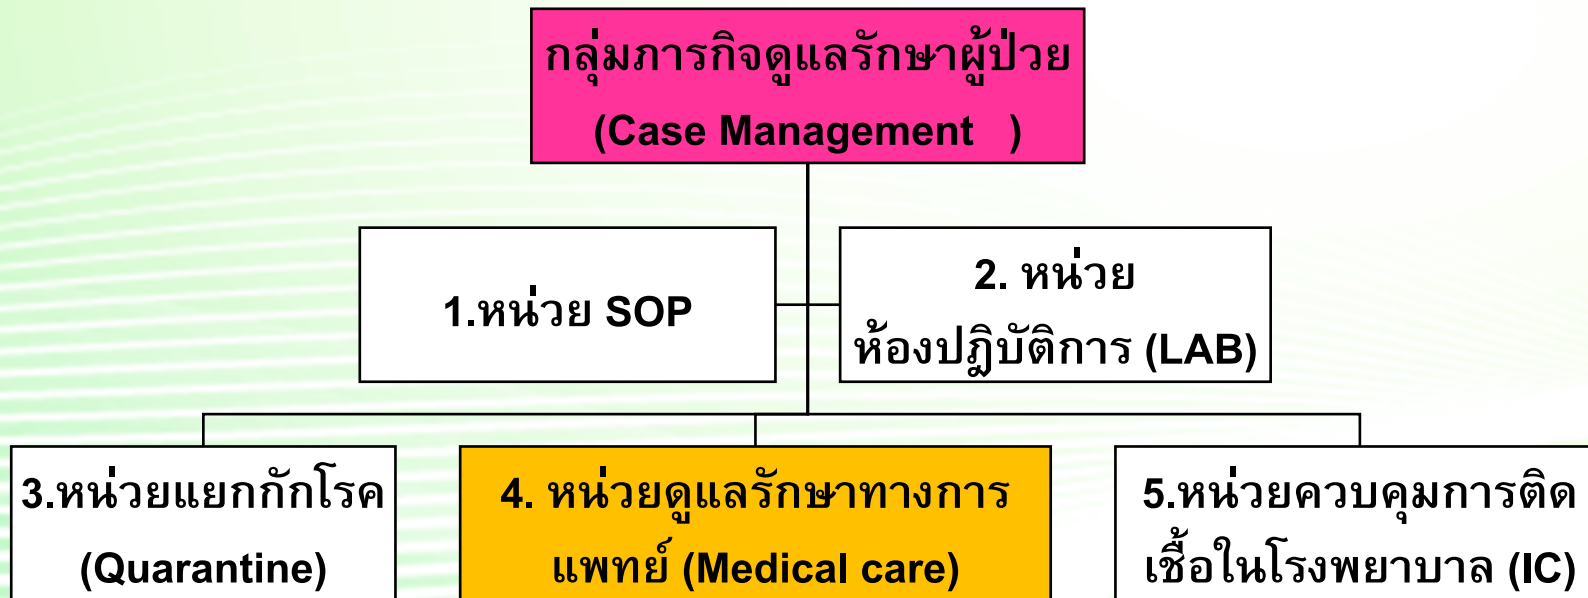 กลุ่มภารกิจดูแลรักษาผู้ป่วย
(Case Management )
1.หน่วย SOP
2. หน่วย
ห้องปฎิบัติการ (LAB)
3.หน่วยแยกกักโรค
(Quarantine)
4. หน่วยดูแลรักษาทางการ
แพทย์ (Medical care)
5.หน่วยควบคุมการติด
เชื้อในโรงพยาบาล (IC)